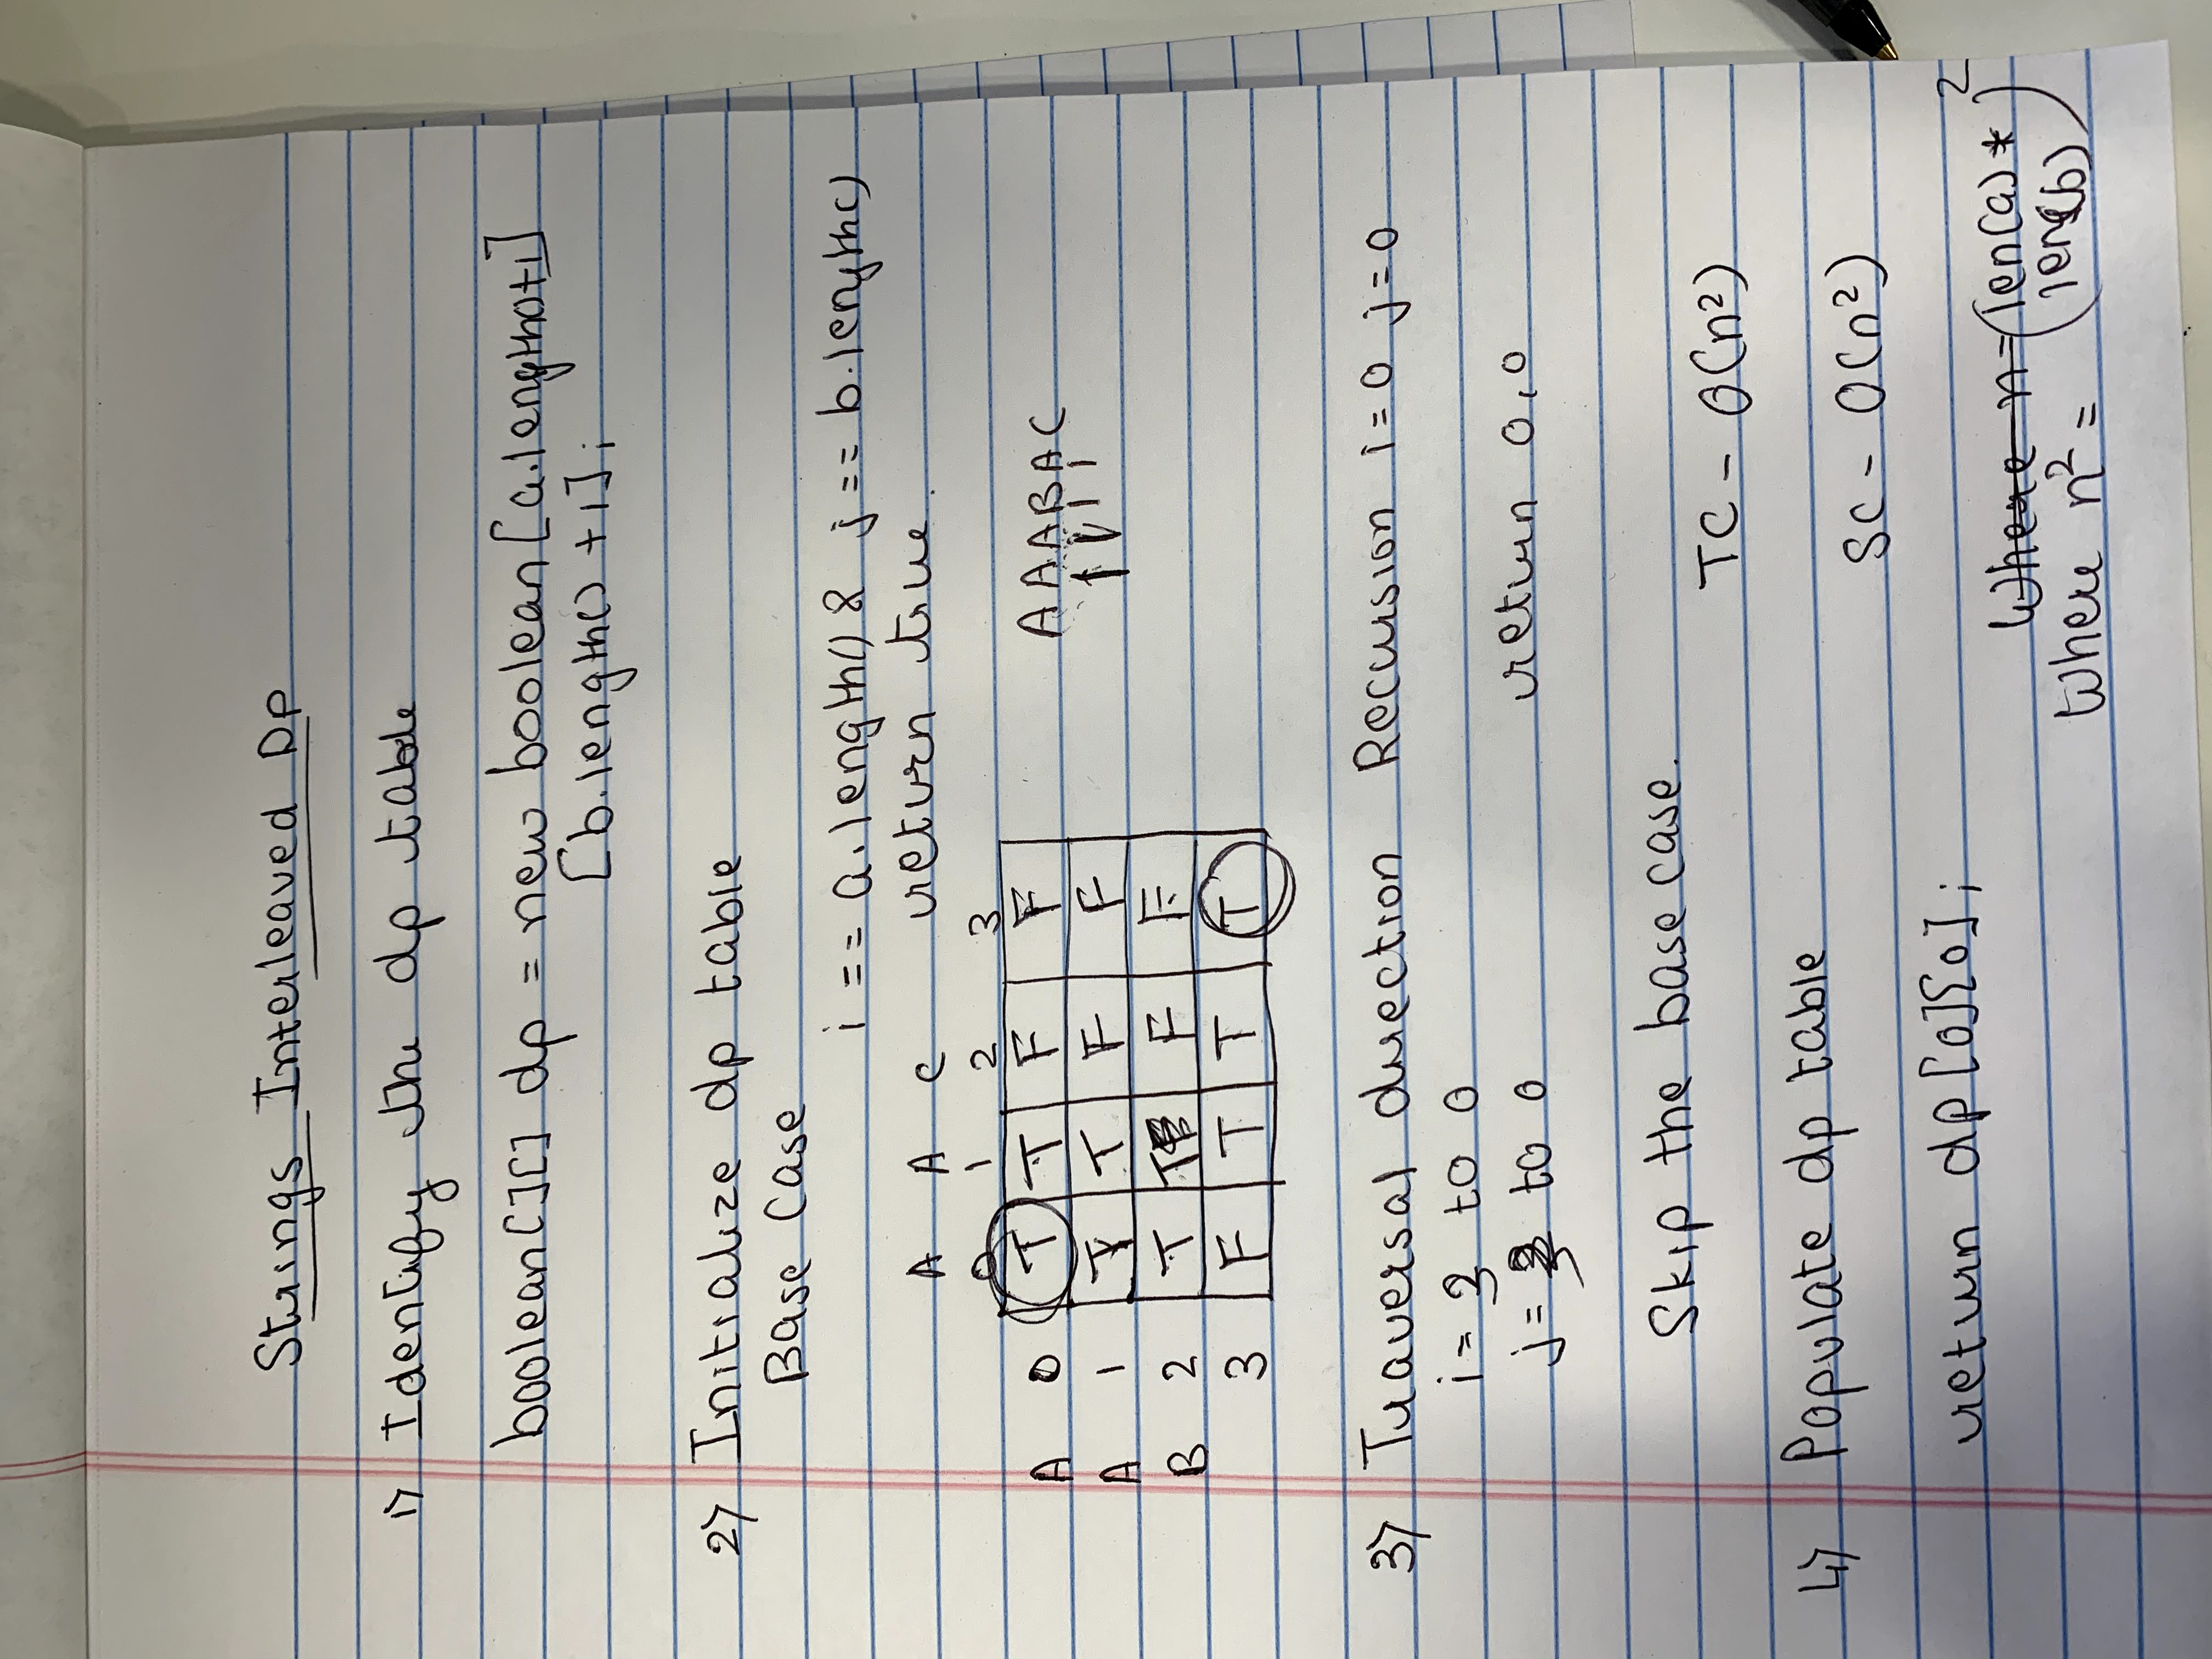 Strings Interleaved Dp
1) Identify the dp table
boolean[][] dp = new boolean[a.length()+1]
[b.length() +1];
2) Initialize dp table
Base Case
i == a.length() & j == b.length()
return true.
A A C
0 1 2 3
A 0 T T F F
AAABAC
A 1 T T F F
B 2 T T F F
3 F T T T
3) Traversal direction Recursion i=0 j=0
i = 3 to 0
j = 3 to 0
return 0,0
Skip the base case.
TC - O(n²)
4) Populate dp table
SC - O(n²)
return dp[0][0];
Where n = (len(a) *
Where n² = len(b))²